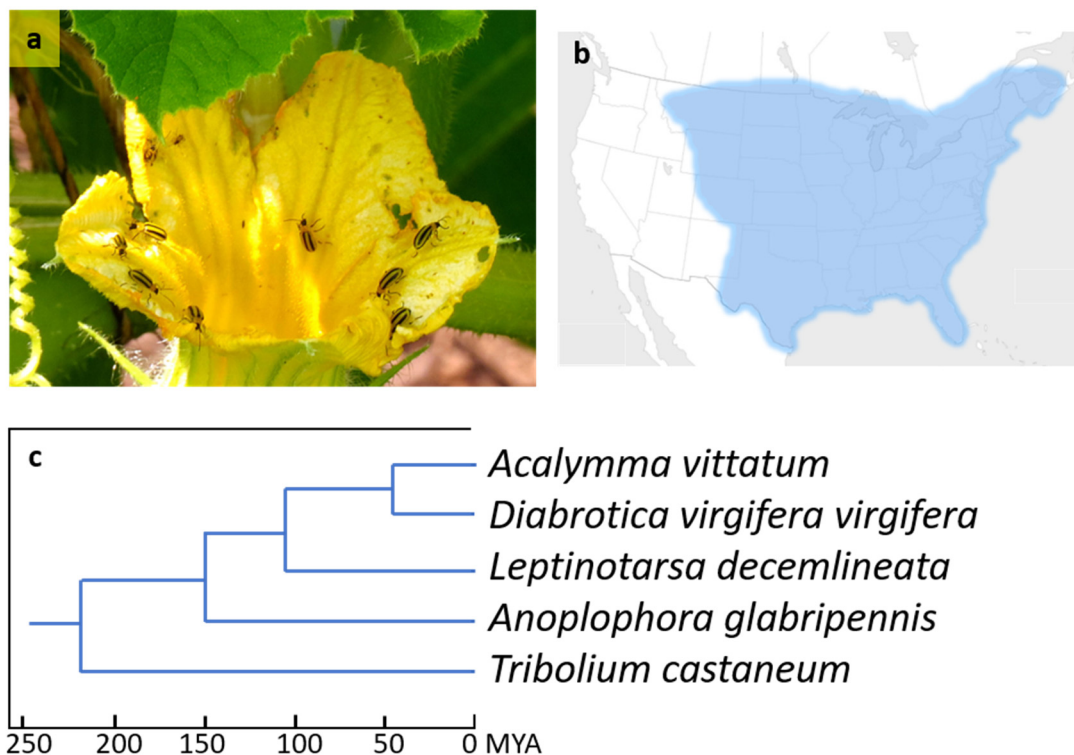 a
b
c
Acalymma vittatum
Diabrotica virgifera virgifera
Leptinotarsa decemlineata
Anoplophora glabripennis
Tribolium castaneum
250 200 150 100 50 0 MYA